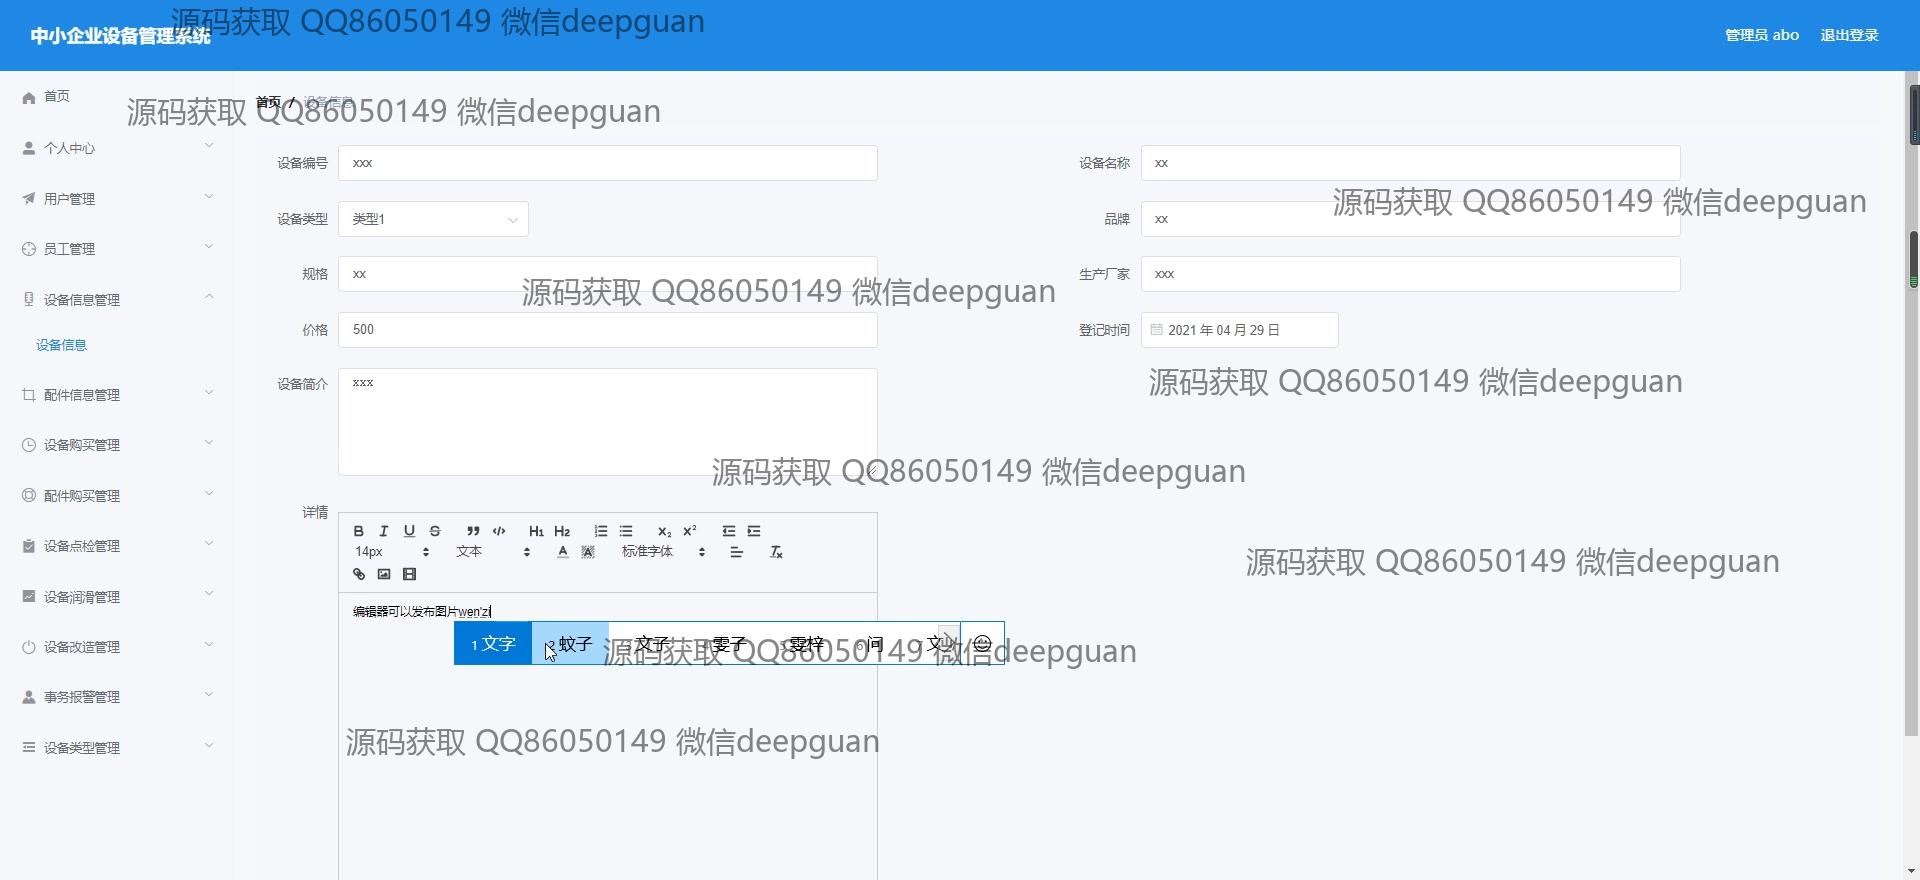 中小企业设备管理系统
管理员 abo 退出登录
源码获取 QQ86050149 微信deepguan
首页
个人中心
用户管理
员工管理
设备信息管理
设备信息
配件信息管理
设备购买管理
配件购买管理
设备点检管理
设备润滑管理
设备改造管理
事务报警管理
设备类型管理
首页 / 设备信息
源码获取 QQ86050149 微信deepguan
设备编号 xxx
设备名称 xx
源码获取 QQ86050149 微信deepguan
设备类型 类型1
品牌 xx
规格 xx
生产厂家 xxx
源码获取 QQ86050149 微信deepguan
价格 500
登记时间 2021 年 04 月 29 日
设备简介 xxx
源码获取 QQ86050149 微信deepguan
源码获取 QQ86050149 微信deepguan
详情
B I U S H1 H2 X2 X2
14px 文本 A A 标准字体 Tx
源码获取 QQ86050149 微信deepguan
编辑器可以发布图片wen'zi
1 文字 2 蚊子 文子 雯子 雯梓 问 文
源码获取 QQ86050149 微信deepguan
源码获取 QQ86050149 微信deepguan